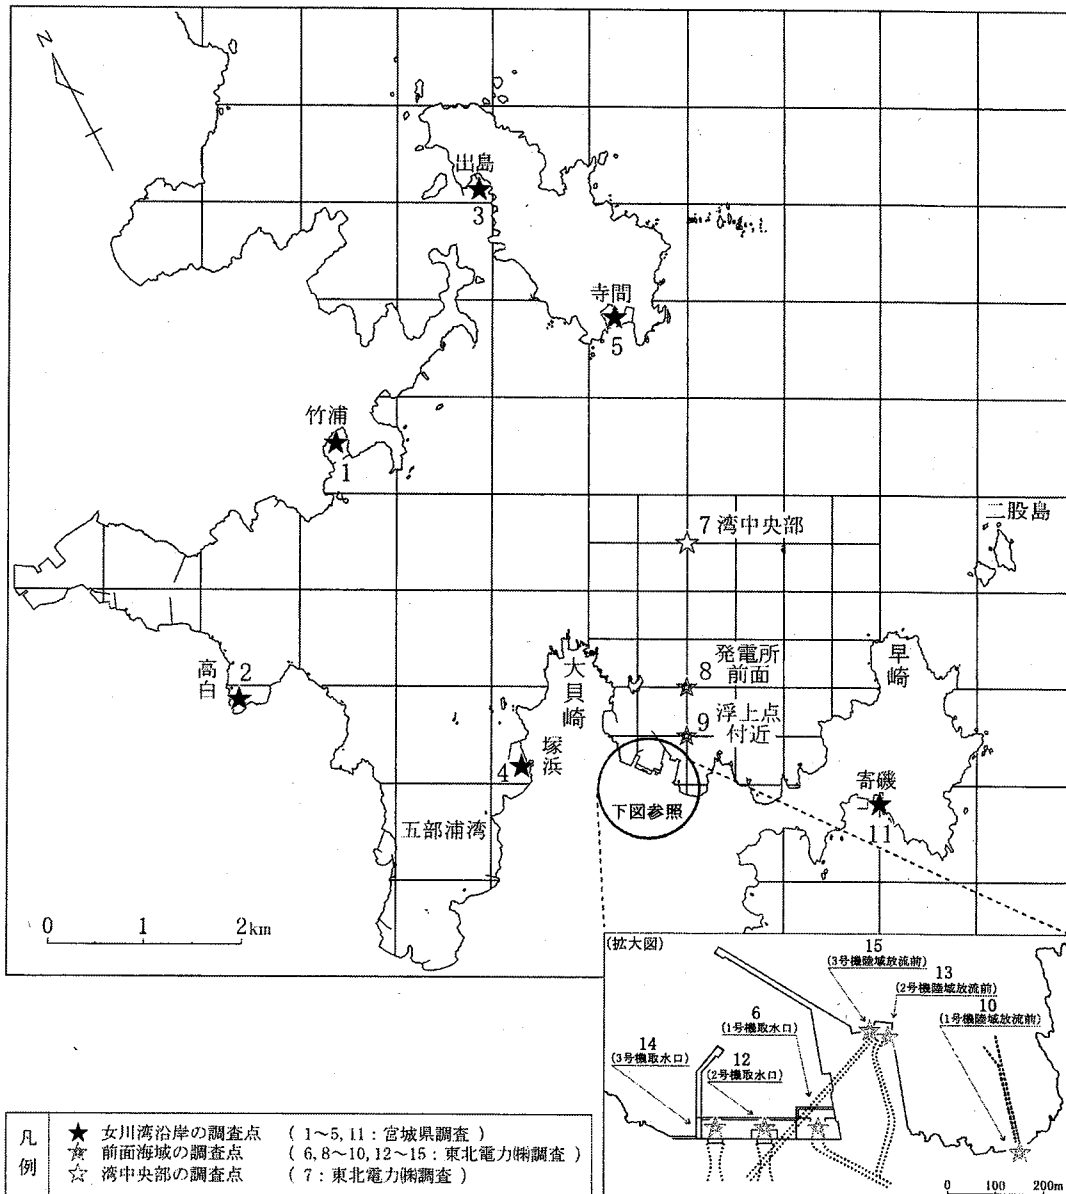 N
出島
3
寺間
5
竹浦
1
二股島
7 湾中央部
早崎
発電所
前面
8
大貝崎
高白
2
9
浮上点
付近
塚浜
4
寄磯
11
下図参照
五部浦湾
0 1 2km
(拡大図)
15
(3号機陸域放流前)
13
(2号機陸域放流前)
10
(1号機陸域放流前)
6
(1号機取水口)
14
(3号機取水口)
12
(2号機取水口)
0 100 200m
凡例
★ 女川湾沿岸の調査点 ( 1~5, 11 : 宮城県調査 )
前面海域の調査点 ( 6, 8~10, 12~15 : 東北電力㈱調査 )
☆ 湾中央部の調査点 ( 7 : 東北電力㈱調査 )